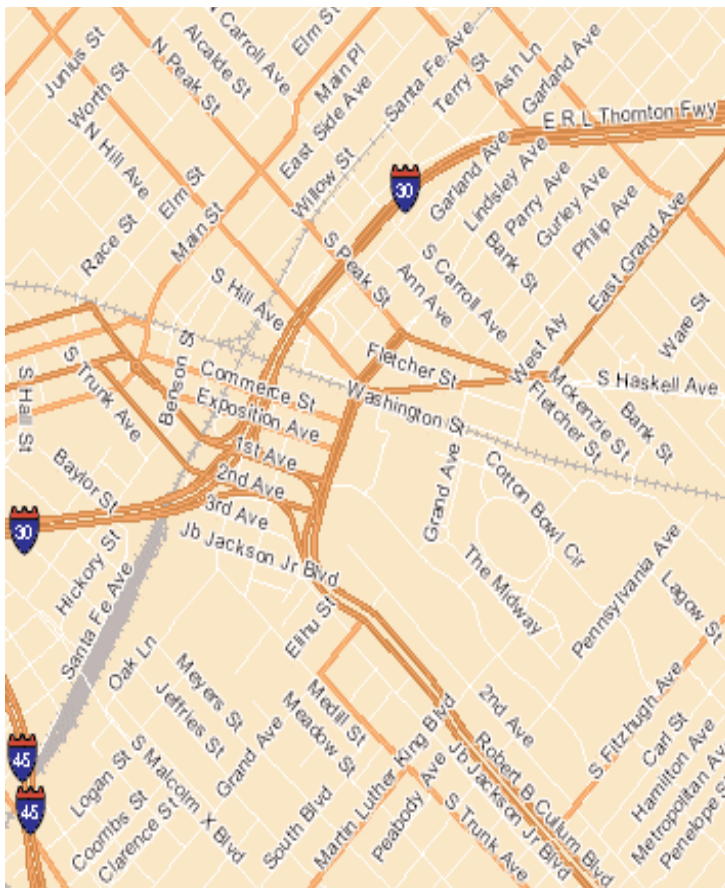 N Carroll Ave
Elm St
Junius St
N Peak St
Alcalde St
Main Pl
Santa Fe Ave
Terry St
Ash Ln
Garland Ave
Worth St
East Side Ave
E.R.L Thornton Fwy
N Hill Ave
Elm St
Willow St
30
Garland Ave
Lindsley Ave
Parry Ave
Gurley Ave
Philip Ave
Main St
Race St
Bank St
East Grand Ave
S Peak St
S Carroll Ave
Ann Ave
S Hill Ave
Ware St
West Aly
Fletcher St
S Trunk Ave
Benson S
S Hall St
Commerce St
Washington St
Mckenzie St
S Haskell Ave
Exposition Ave
Fletcher St
Bank St
1st Ave
Baylor St
2nd Ave
Grand Ave
Cotton Bowl Cir
3rd Ave
30
Jb Jackson Jr Blvd
Hickory St
The Midway
Pennsylvania Ave
Santa Fe Ave
Lagow St
Elihu St
Oak Ln
Meyers St
Jeffries St
Medill St
Meadow St
Grand Ave
2nd Ave
S Fitzhugh Ave
45
Martin Luther King Blvd
Robert B Cullum Blvd
Jb Jackson Jr Blvd
Carl St
Hamilton Ave
Metropolitan Av
Penelope S
45
Logan St
S Malcolm X Blvd
South Blvd
Peabody Ave
S Trunk Ave
Coombs St
Clarence St